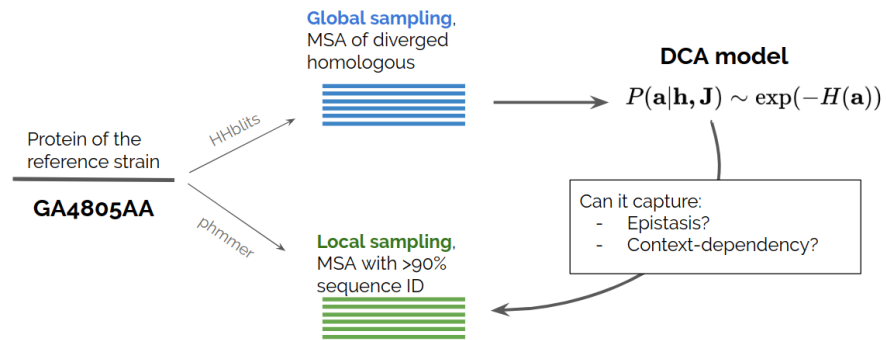 Global sampling,
MSA of diverged
homologous
DCA model
P(a|h, J) ∼ exp(−H(a))
HHblits
Protein of the
reference strain
GA4805AA
phmmer
Can it capture:
- Epistasis?
- Context-dependency?
Local sampling,
MSA with >90%
sequence ID